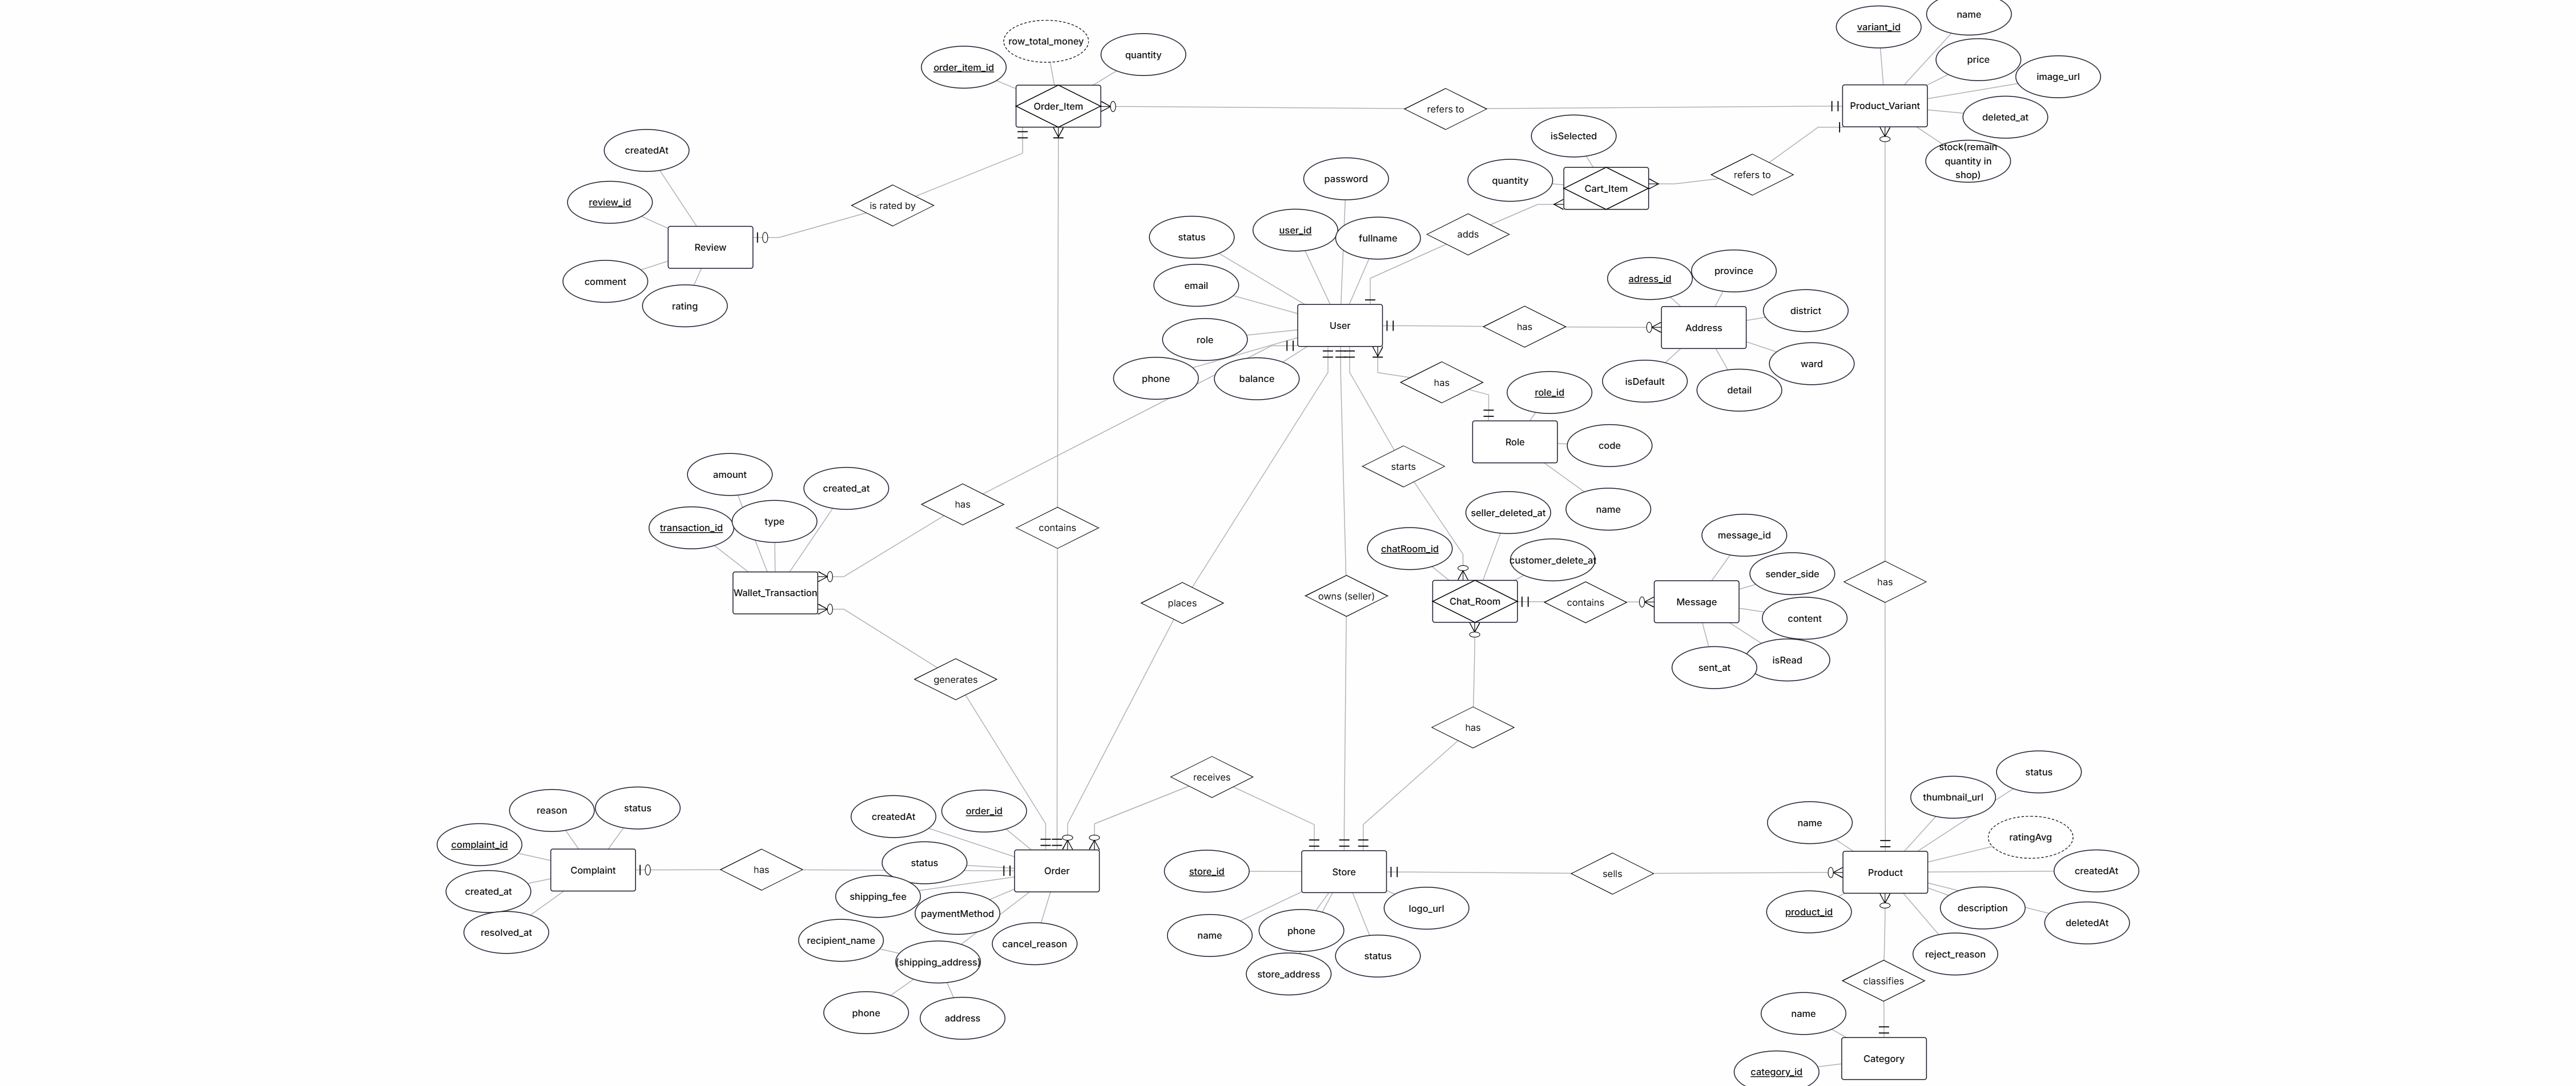 name
variant_id
row_total_money
quantity
price
order_item_id
image_url
Order_Item
refers to
Product_Variant
deleted_at
isSelected
createdAt
stock(remain
quantity in
shop)
password
quantity
Cart_Item
refers to
review_id
is rated by
status
user_id
fullname
adds
Review
comment
rating
email
adress_id
province
district
User
has
Address
role
ward
phone
balance
has
isDefault
detail
role_id
Role
code
starts
amount
created_at
has
name
seller_deleted_at
transaction_id
type
contains
message_id
chatRoom_id
customer_delete_at
sender_side
has
Wallet_Transaction
places
owns (seller)
Chat_Room
contains
Message
content
isRead
sent_at
generates
has
receives
status
thumbnail_url
reason
status
createdAt
order_id
name
ratingAvg
complaint_id
status
Complaint
has
Order
store_id
Store
sells
Product
createdAt
created_at
shipping_fee
paymentMethod
logo_url
product_id
description
deletedAt
resolved_at
recipient_name
cancel_reason
name
phone
status
reject_reason
(shipping_address)
store_address
classifies
phone
address
name
Category
category_id